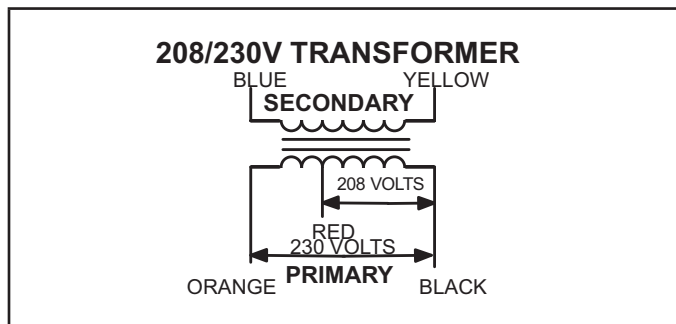 208/230V TRANSFORMER
BLUE YELLOW
SECONDARY
208 VOLTS
RED
230 VOLTS
PRIMARY
ORANGE BLACK